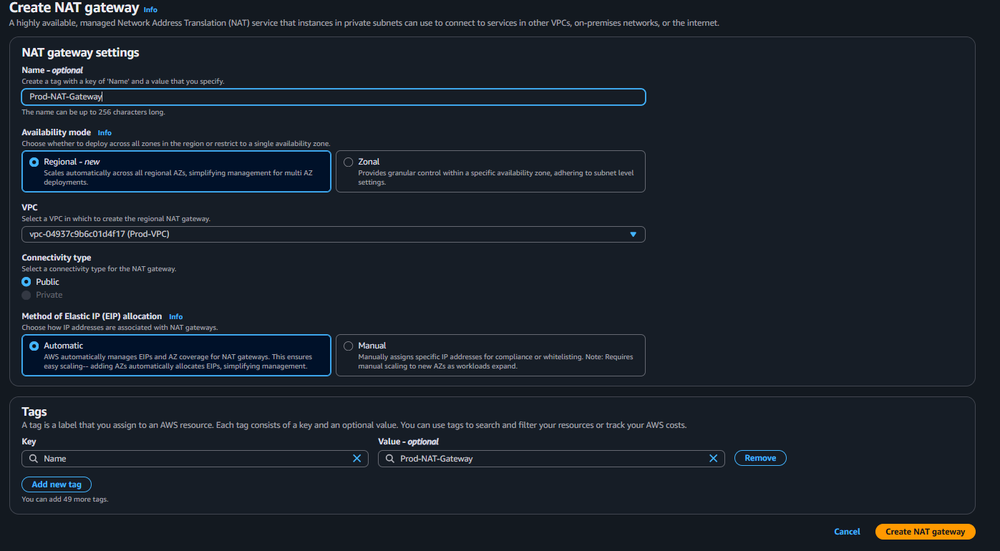 Create NAT gateway Info
A highly available, managed Network Address Translation (NAT) service that instances in private subnets can use to connect to services in other VPCs, on-premises networks, or the internet.
NAT gateway settings
Name - optional
Create a tag with a key of 'Name' and a value that you specify.
Prod-NAT-Gateway
The name can be up to 256 characters long.
Availability mode Info
Choose whether to deploy across all zones in the region or restrict to a single availability zone.
Regional - new
Scales automatically across all regional AZs, simplifying management for multi AZ
deployments.
Zonal
Provides granular control within a specific availability zone, adhering to subnet level
settings.
VPC
Select a VPC in which to create the regional NAT gateway.
vpc-04937c9b6c01d4f17 (Prod-VPC)
Connectivity type
Select a connectivity type for the NAT gateway.
Public
Private
Method of Elastic IP (EIP) allocation Info
Choose how IP addresses are associated with NAT gateways.
Automatic
AWS automatically manages EIPs and AZ coverage for NAT gateways. This ensures
easy scaling-- adding AZs automatically allocates EIPs, simplifying management.
Manual
Manually assigns specific IP addresses for compliance or whitelisting. Note: Requires
manual scaling to new AZs as workloads expand.
Tags
A tag is a label that you assign to an AWS resource. Each tag consists of a key and an optional value. You can use tags to search and filter your resources or track your AWS costs.
Key
Value - optional
Name
Prod-NAT-Gateway
Remove
Add new tag
You can add 49 more tags.
Cancel
Create NAT gateway